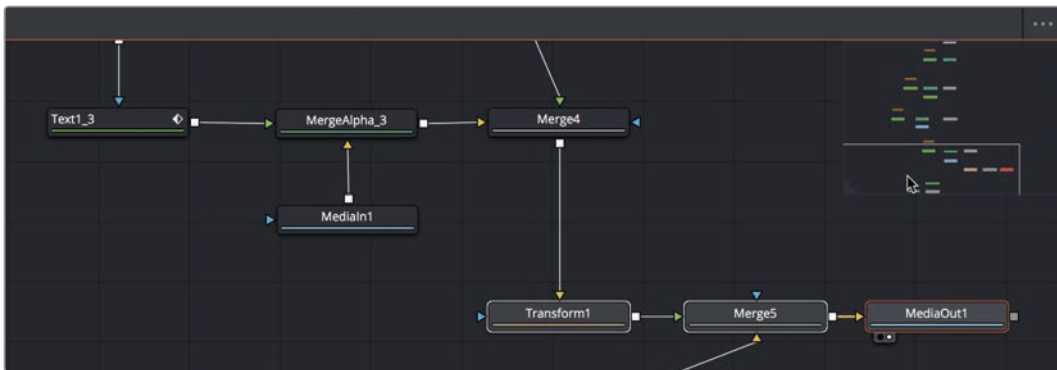 Text1_3
MergeAlpha_3
Merge4
MediaIn1
Transform1
Merge5
MediaOut1